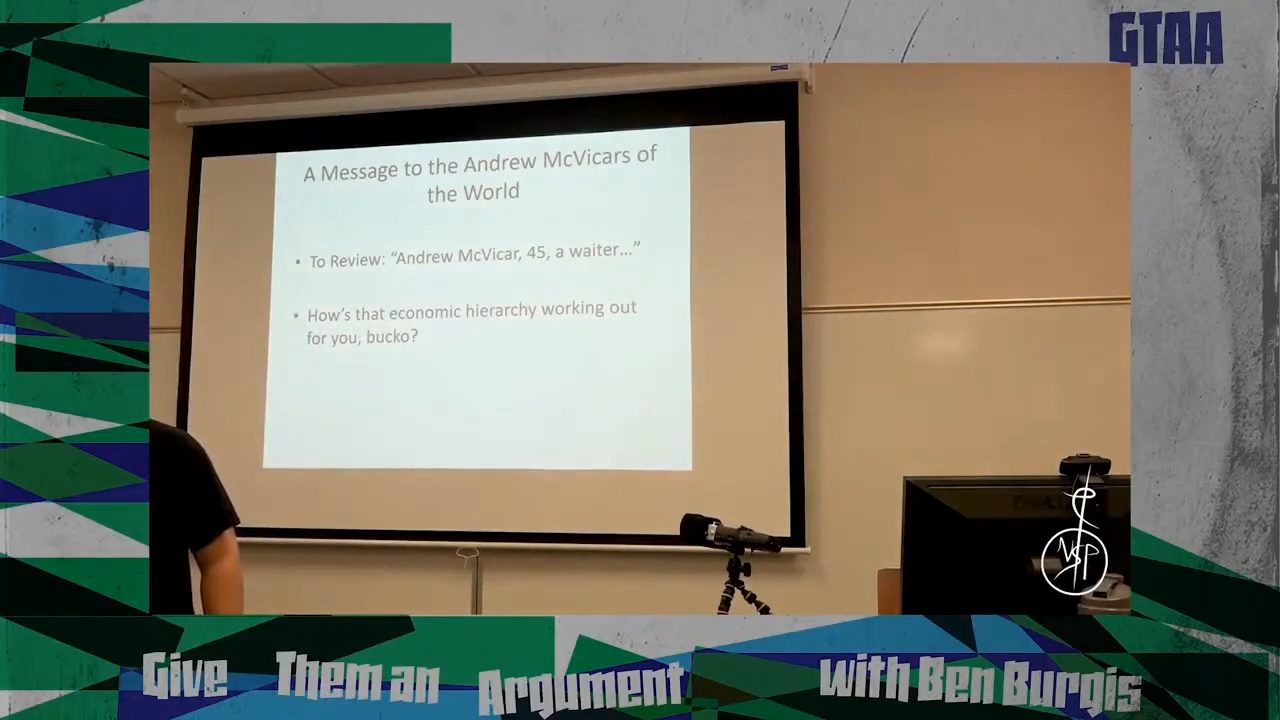 GTAA
A Message to the Andrew McVicars of
the World
• To Review: “Andrew McVicar, 45, a waiter…”
• How’s that economic hierarchy working out
for you, bucko?
NSP
Give Them an Argument with Ben Burgis